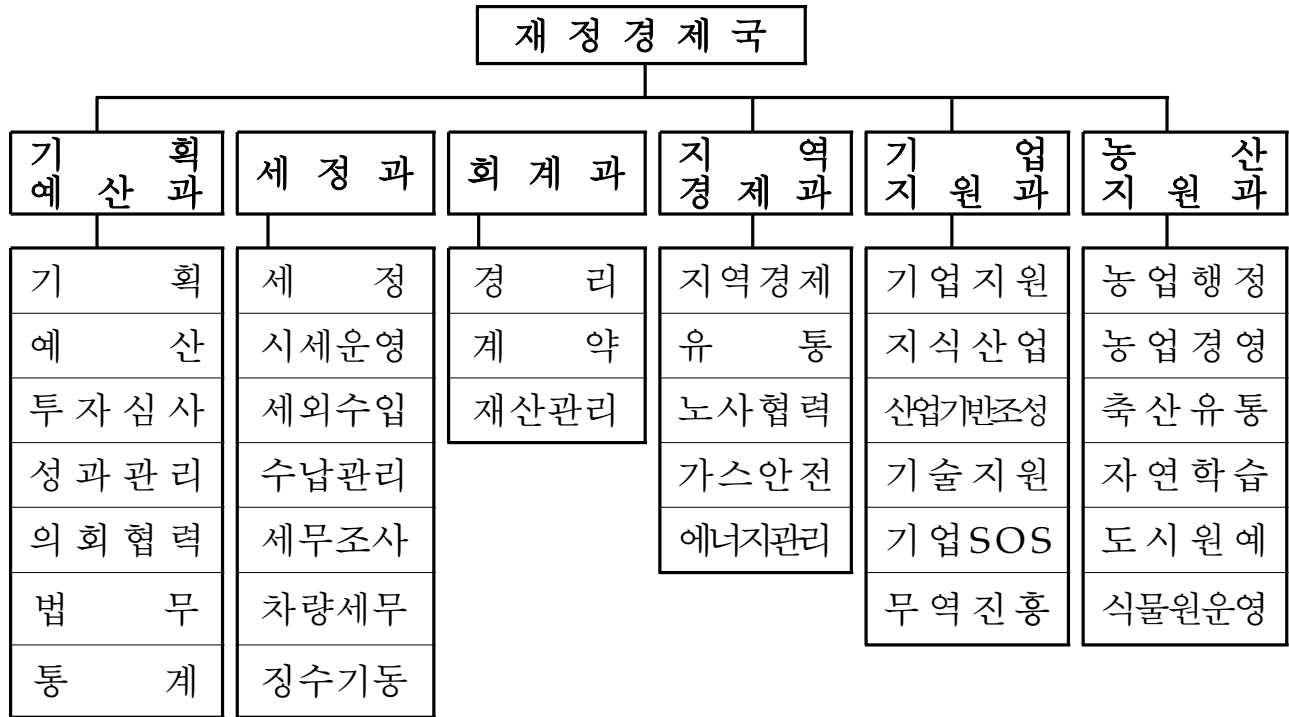 재정경제국
기획
예산과
세정과
회계과
지역
경제과
기업
지원과
농산
지원과
기획
예산
투자심사
성과관리
의회협력
법무
통계
세정
시세운영
세외수입
수납관리
세무조사
차량세무
징수기동
경리
계약
재산관리
지역경제
유통
노사협력
가스안전
에너지관리
기업지원
지식산업
산업기반조성
기술지원
기업SOS
무역진흥
농업행정
농업경영
축산유통
자연학습
도시원예
식물원운영